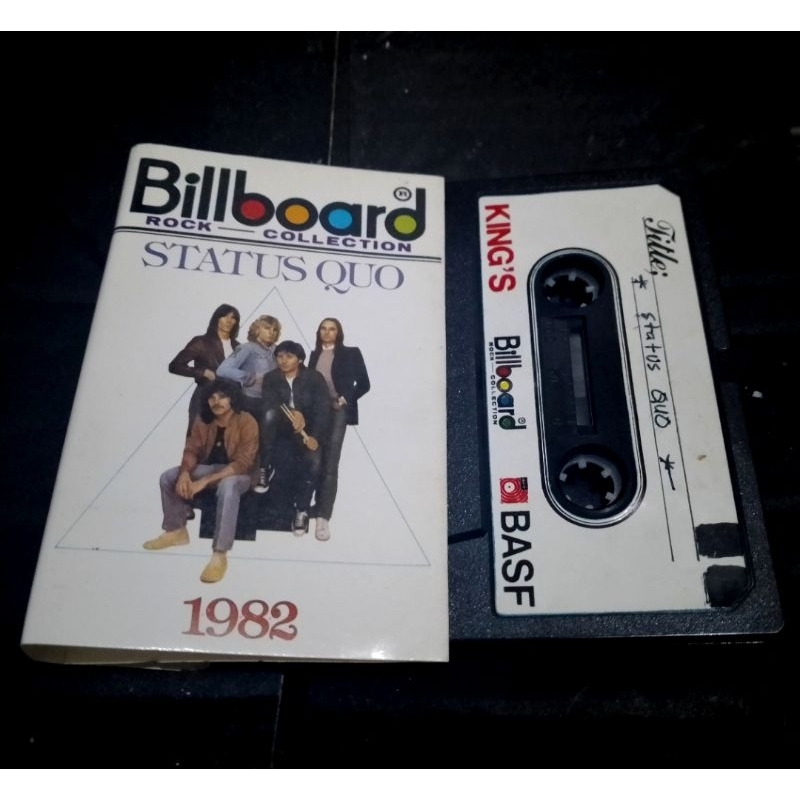 Billboard®
ROCK — COLLECTION
STATUS QUO
1982
KING'S
Billboard®
ROCK — COLLECTION
BASF
Title;
* Status Quo *